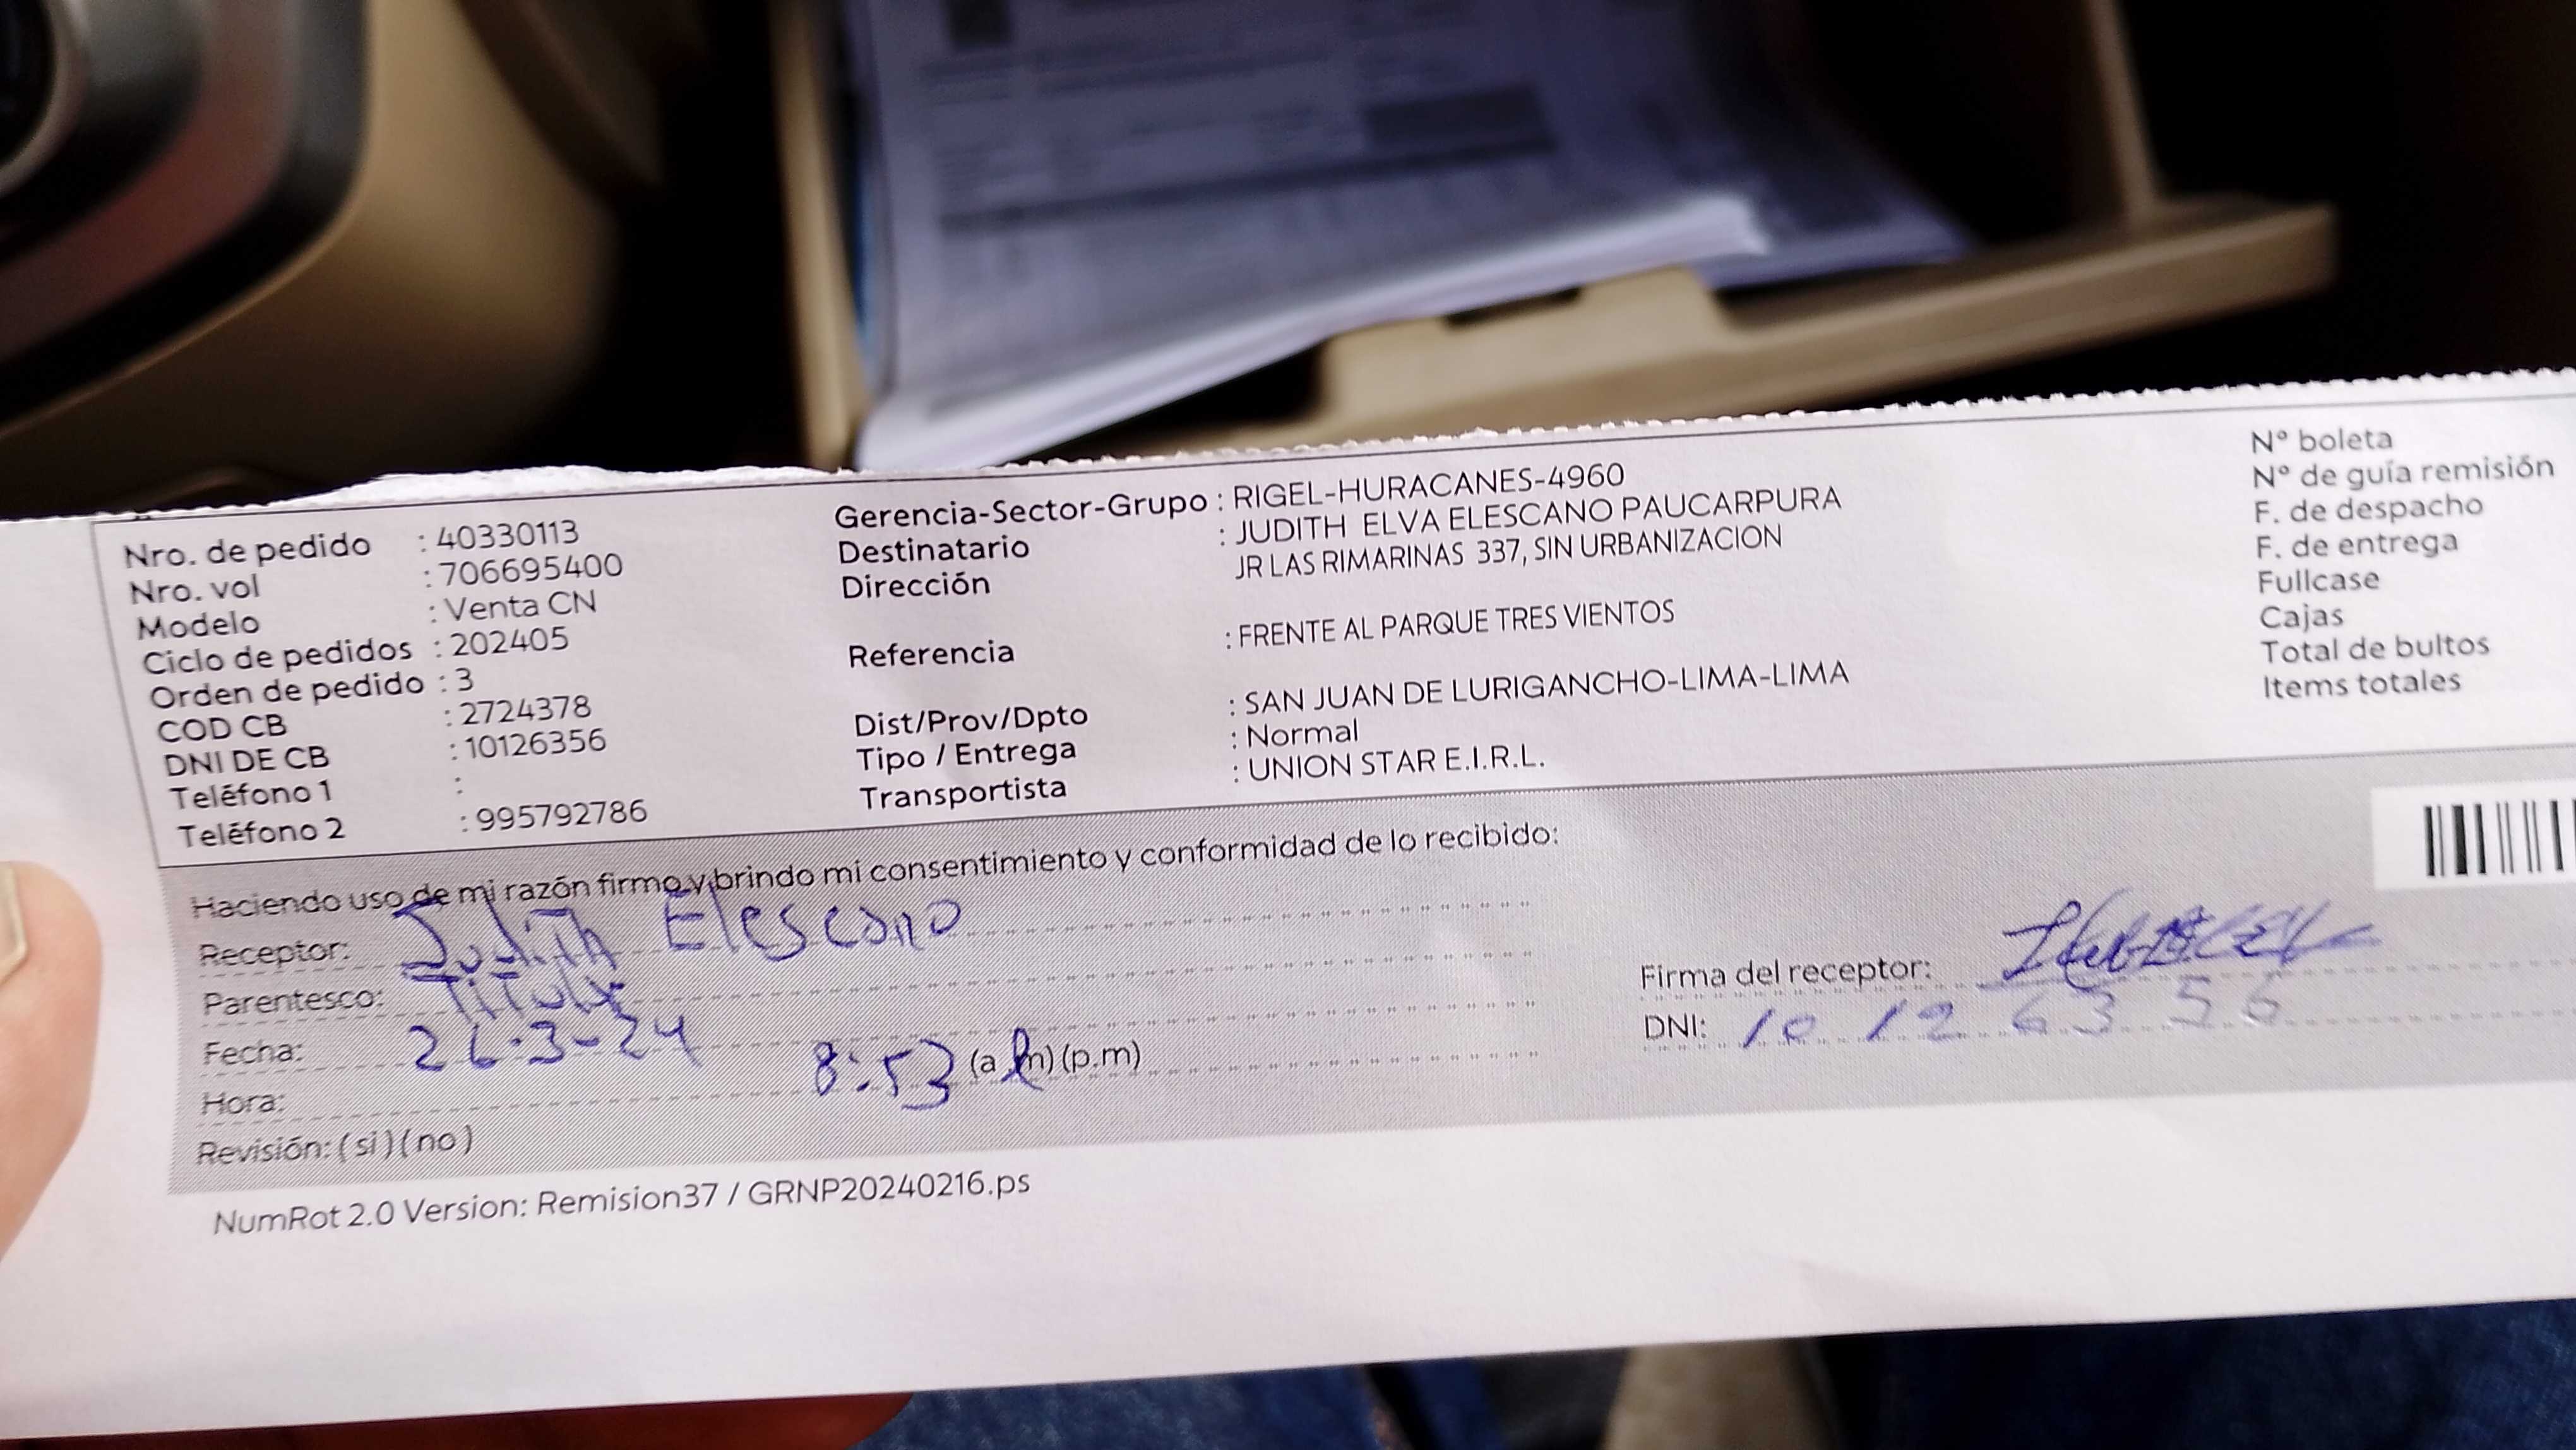 Nro. de pedido : 40330113
Nro. vol : 706695400
Modelo : Venta CN
Ciclo de pedidos : 202405
Orden de pedido : 3
COD CB : 2724378
DNI DE CB : 10126356
Teléfono 1 :
Teléfono 2 : 995792786
Gerencia-Sector-Grupo : RIGEL-HURACANES-4960
Destinatario : JUDITH ELVA ELESCANO PAUCARPURA
Dirección JR LAS RIMARINAS 337, SIN URBANIZACION
Referencia : FRENTE AL PARQUE TRES VIENTOS
Dist/Prov/Dpto : SAN JUAN DE LURIGANCHO-LIMA-LIMA
Tipo / Entrega : Normal
Transportista : UNION STAR E.I.R.L.
N° boleta
N° de guía remisión
F. de despacho
F. de entrega
Fullcase
Cajas
Total de bultos
Items totales
Haciendo uso de mi razón firmo y brindo mi consentimiento y conformidad de lo recibido:
Receptor: Judith Elescano
Parentesco: Titular
Fecha: 26-3-24
Hora: 8:53 (a.m) (p.m)
Revisión: (si) (no)
Firma del receptor:
DNI: 10126356
NumRot 2.0 Version: Remision37 / GRNP20240216.ps